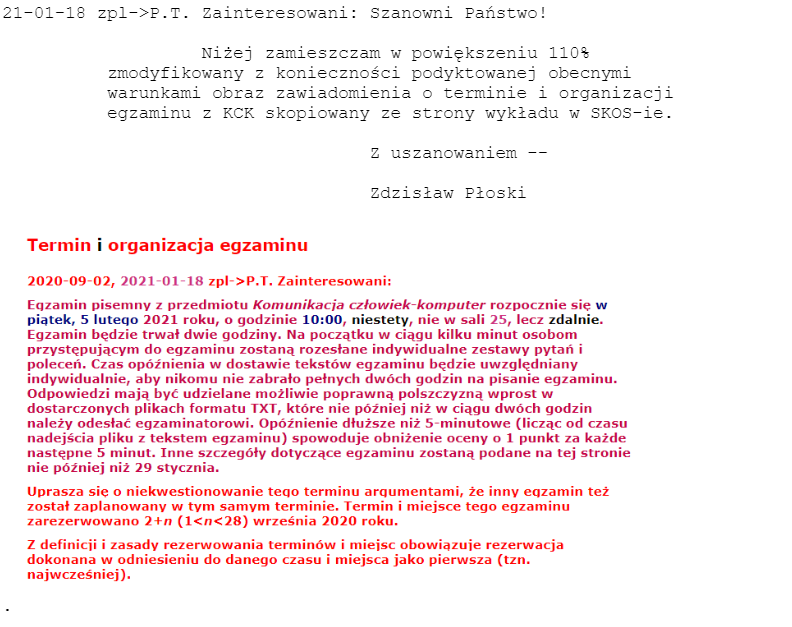 21-01-18 zpl->P.T. Zainteresowani: Szanowni Państwo!
Niżej zamieszczam w powiększeniu 110%
zmodyfikowany z konieczności podyktowanej obecnymi
warunkami obraz zawiadomienia o terminie i organizacji
egzaminu z KCK skopiowany ze strony wykładu w SKOS-ie.
Z uszanowaniem --
Zdzisław Płoski
Termin i organizacja egzaminu
2020-09-02, 2021-01-18 zpl->P.T. Zainteresowani:
Egzamin pisemny z przedmiotu Komunikacja człowiek-komputer rozpocznie się w
piątek, 5 lutego 2021 roku, o godzinie 10:00, niestety, nie w sali 25, lecz zdalnie.
Egzamin będzie trwał dwie godziny. Na początku w ciągu kilku minut osobom
przystępującym do egzaminu zostaną rozesłane indywidualne zestawy pytań i
poleceń. Czas opóźnienia w dostawie tekstów egzaminu będzie uwzględniany
indywidualnie, aby nikomu nie zabrało pełnych dwóch godzin na pisanie egzaminu.
Odpowiedzi mają być udzielane możliwie poprawną polszczyzną wprost w
dostarczonych plikach formatu TXT, które nie później niż w ciągu dwóch godzin
należy odesłać egzaminatorowi. Opóźnienie dłuższe niż 5-minutowe (licząc od czasu
nadejścia pliku z tekstem egzaminu) spowoduje obniżenie oceny o 1 punkt za każde
następne 5 minut. Inne szczegóły dotyczące egzaminu zostaną podane na tej stronie
nie później niż 29 stycznia.
Uprasza się o niekwestionowanie tego terminu argumentami, że inny egzamin też
został zaplanowany w tym samym terminie. Termin i miejsce tego egzaminu
zarezerwowano 2+n (1<n<28) września 2020 roku.
Z definicji i zasady rezerwowania terminów i miejsc obowiązuje rezerwacja
dokonana w odniesieniu do danego czasu i miejsca jako pierwsza (tzn.
najwcześniej).
.